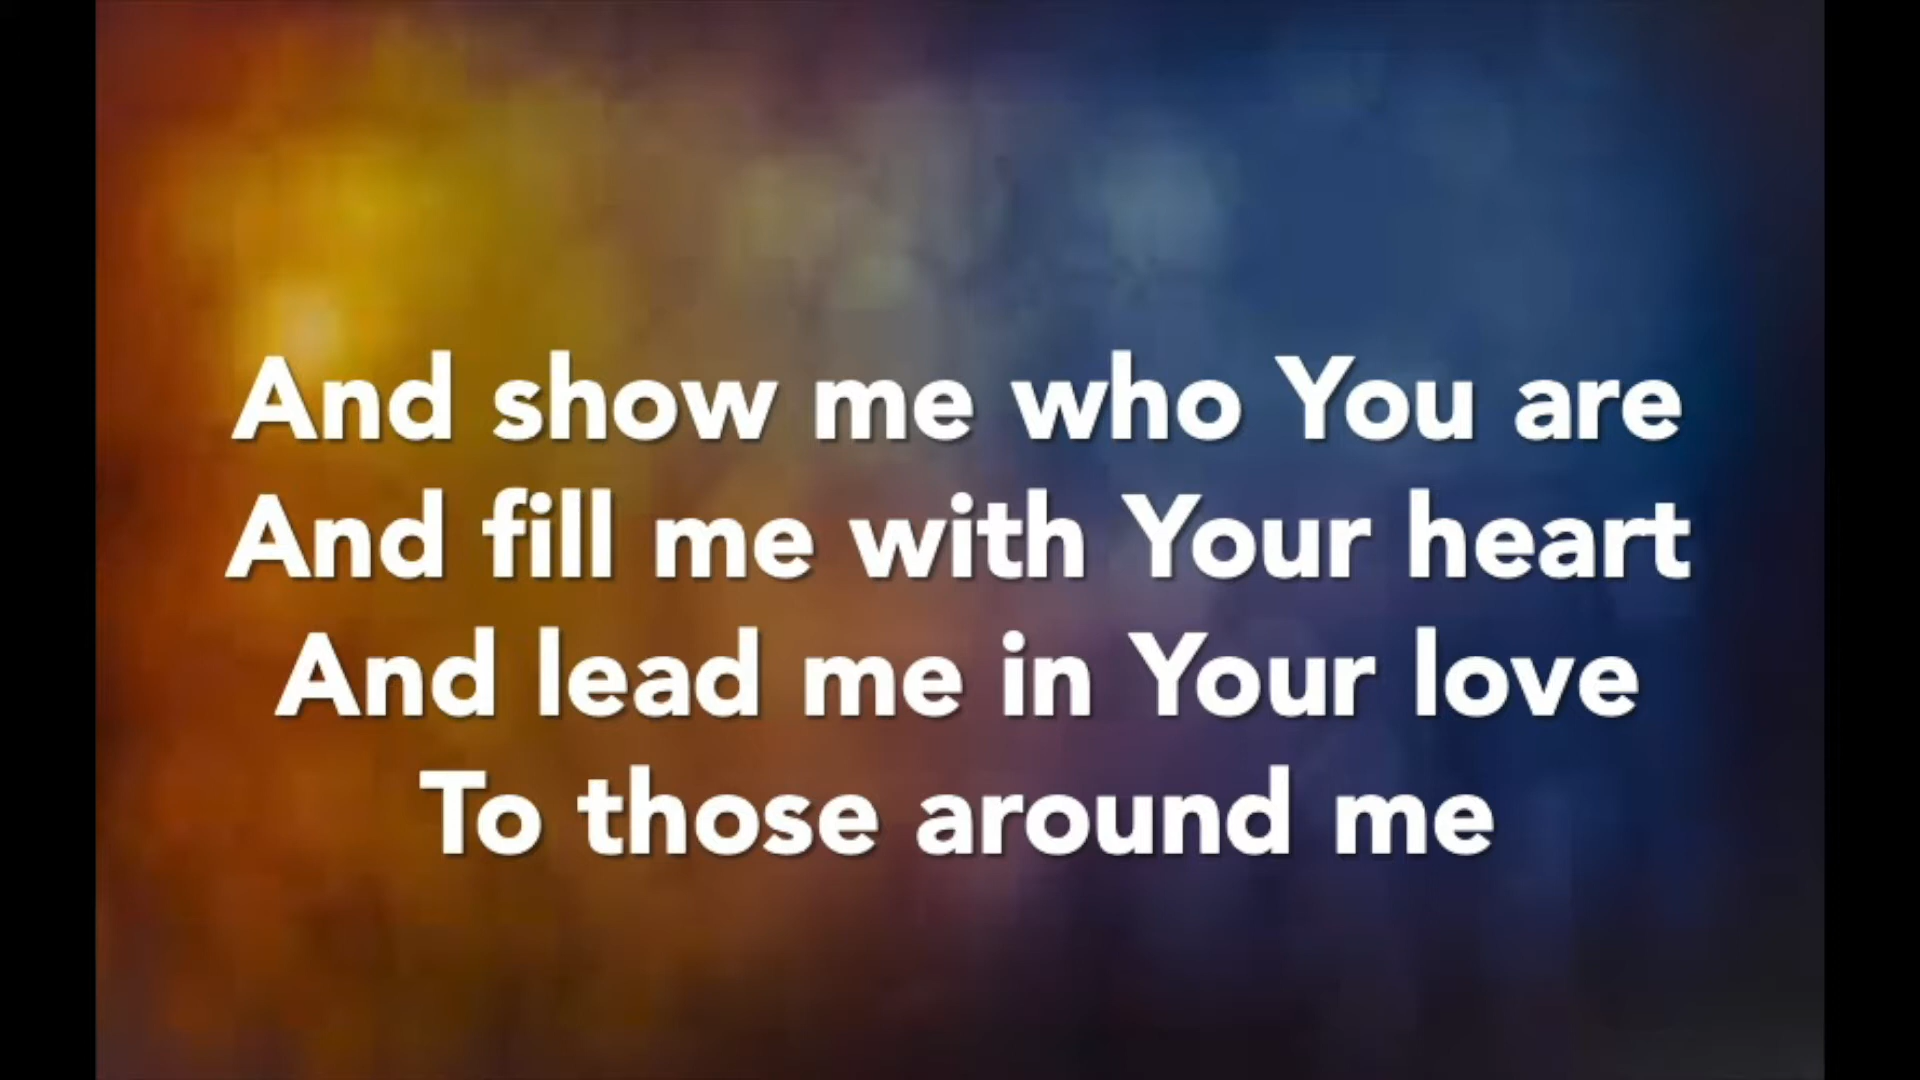 And show me who You are
And fill me with Your heart
And lead me in Your love
To those around me